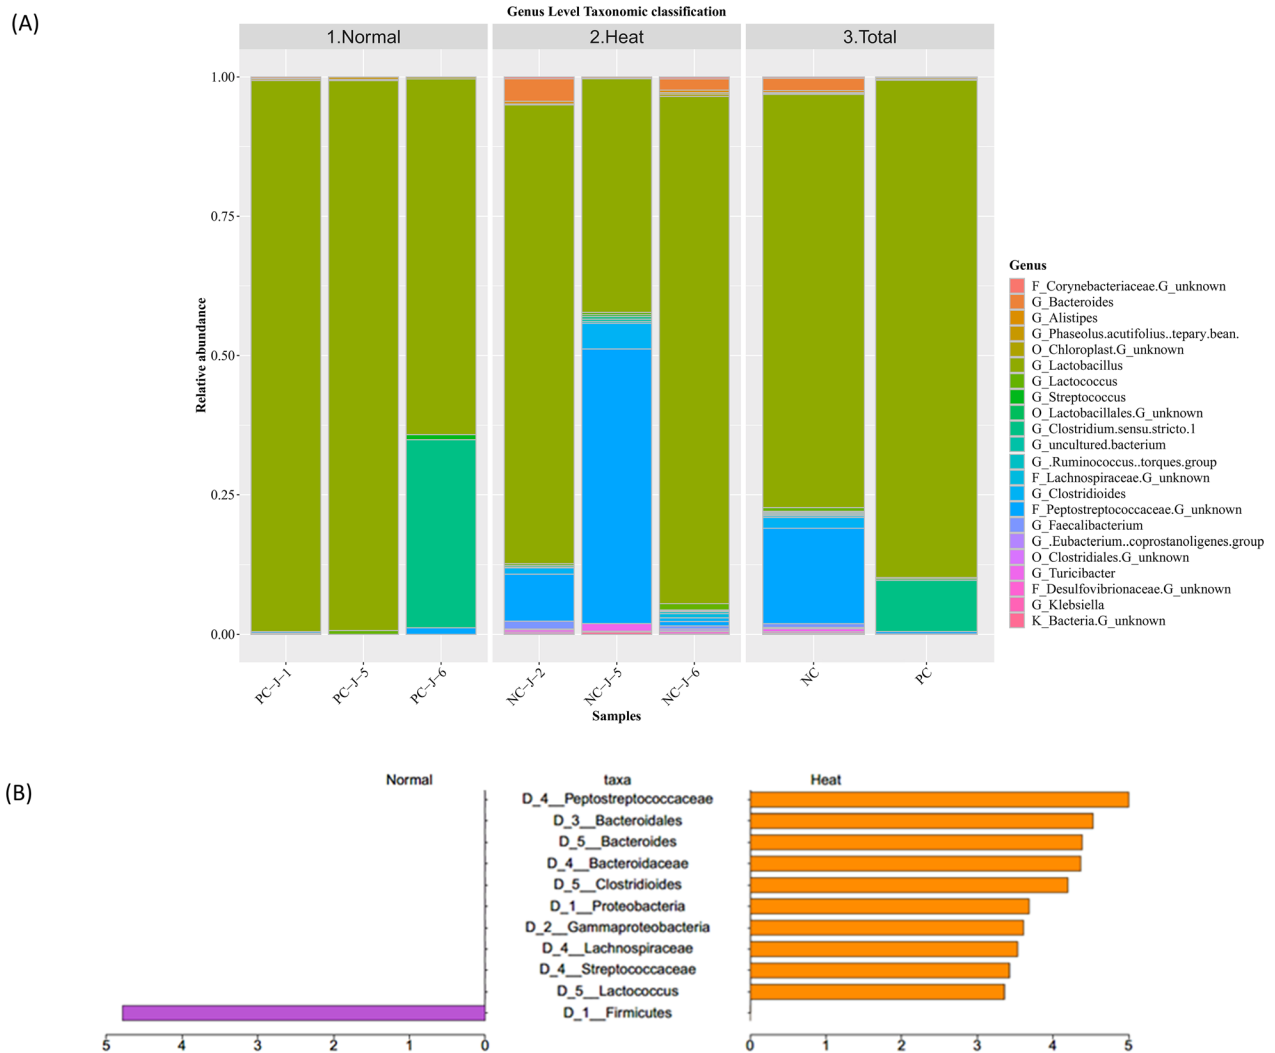 (A)
Genus Level Taxonomic classification
1.Normal
2.Heat
3.Total
1.00
0.75
0.50
0.25
0.00
Relative abundance
PC-J-1
PC-J-5
PC-J-6
NC-J-2
NC-J-5
NC-J-6
NC
PC
Samples
Genus
F_Corynebacteriaceae.G_unknown
G_Bacteroides
G_Alistipes
G_Phaseolus.acutifolius..tepary.bean.
O_Chloroplast.G_unknown
G_Lactobacillus
G_Lactococcus
G_Streptococcus
O_Lactobacillales.G_unknown
G_Clostridium.sensu.stricto.1
G_uncultured.bacterium
G_.Ruminococcus..torques.group
F_Lachnospiraceae.G_unknown
G_Clostridioides
F_Peptostreptococcaceae.G_unknown
G_Faecalibacterium
G_.Eubacterium..coprostanoligenes.group
O_Clostridiales.G_unknown
G_Turicibacter
F_Desulfovibrionaceae.G_unknown
G_Klebsiella
K_Bacteria.G_unknown
(B)
Normal taxa Heat
D_4__Peptostreptococcaceae
D_3__Bacteroidales
D_5__Bacteroides
D_4__Bacteroidaceae
D_5__Clostridioides
D_1__Proteobacteria
D_2__Gammaproteobacteria
D_4__Lachnospiraceae
D_4__Streptococcaceae
D_5__Lactococcus
D_1__Firmicutes
5 4 3 2 1 0 0 1 2 3 4 5